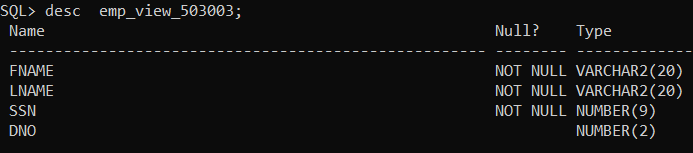 SQL> desc  emp_view_503003;
 Name                                                  Null?    Type
 ----------------------------------------------------- -------- ------------
 FNAME                                                 NOT NULL VARCHAR2(20)
 LNAME                                                 NOT NULL VARCHAR2(20)
 SSN                                                   NOT NULL NUMBER(9)
 DNO                                                            NUMBER(2)